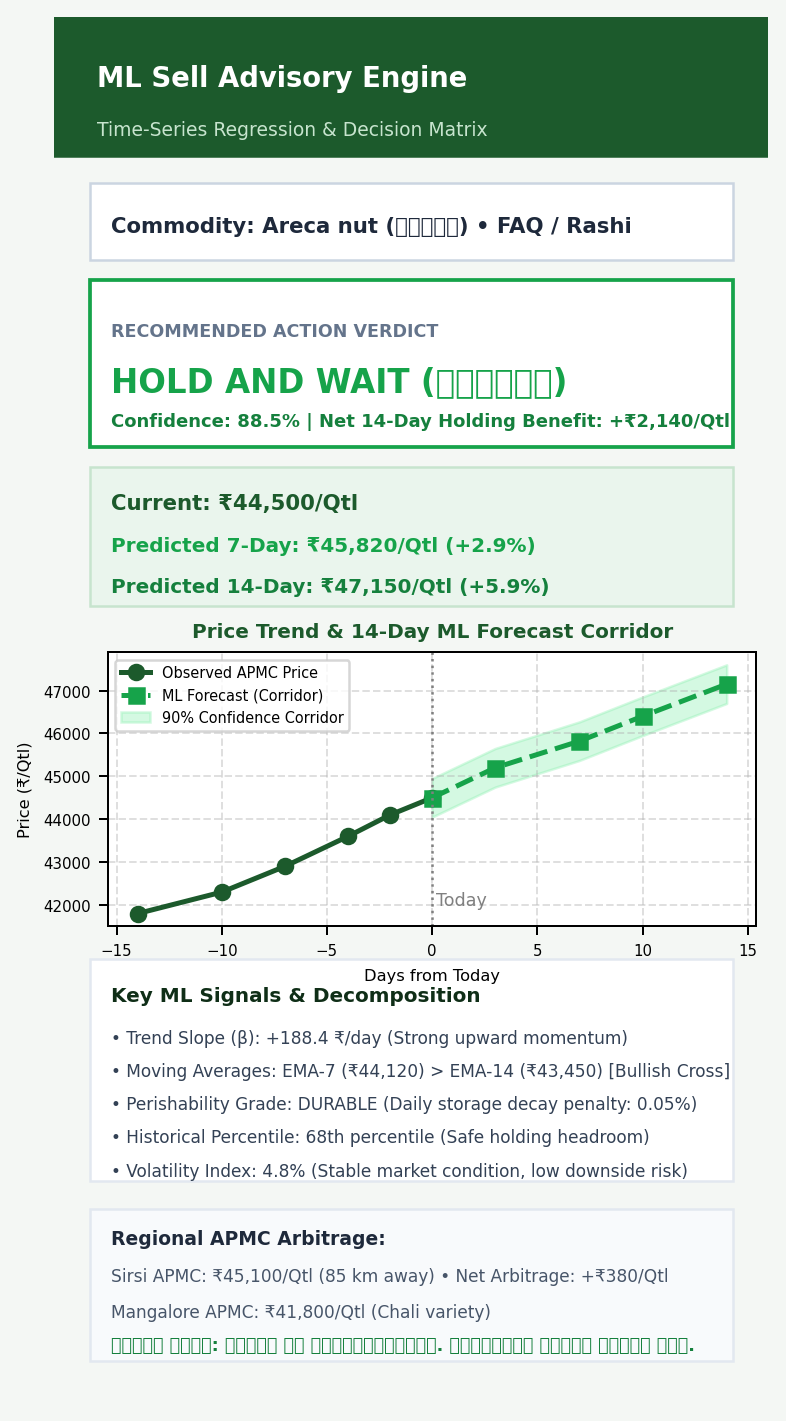 ML Sell Advisory Engine
Time-Series Regression & Decision Matrix
Commodity: Areca nut () • FAQ / Rashi
RECOMMENDED ACTION VERDICT
HOLD AND WAIT ()
Confidence: 88.5% | Net 14-Day Holding Benefit: +₹2,140/Qtl
Current: ₹44,500/Qtl
Predicted 7-Day: ₹45,820/Qtl (+2.9%)
Predicted 14-Day: ₹47,150/Qtl (+5.9%)
Price Trend & 14-Day ML Forecast Corridor
Observed APMC Price
ML Forecast (Corridor)
90% Confidence Corridor
Price (₹/Qtl)
47000
46000
45000
44000
43000
42000
Today
−15 −10 −5 0 5 10 15
Days from Today
Key ML Signals & Decomposition
• Trend Slope (β): +188.4 ₹/day (Strong upward momentum)
• Moving Averages: EMA-7 (₹44,120) > EMA-14 (₹43,450) [Bullish Cross]
• Perishability Grade: DURABLE (Daily storage decay penalty: 0.05%)
• Historical Percentile: 68th percentile (Safe holding headroom)
• Volatility Index: 4.8% (Stable market condition, low downside risk)
Regional APMC Arbitrage:
Sirsi APMC: ₹45,100/Qtl (85 km away) • Net Arbitrage: +₹380/Qtl
Mangalore APMC: ₹41,800/Qtl (Chali variety)